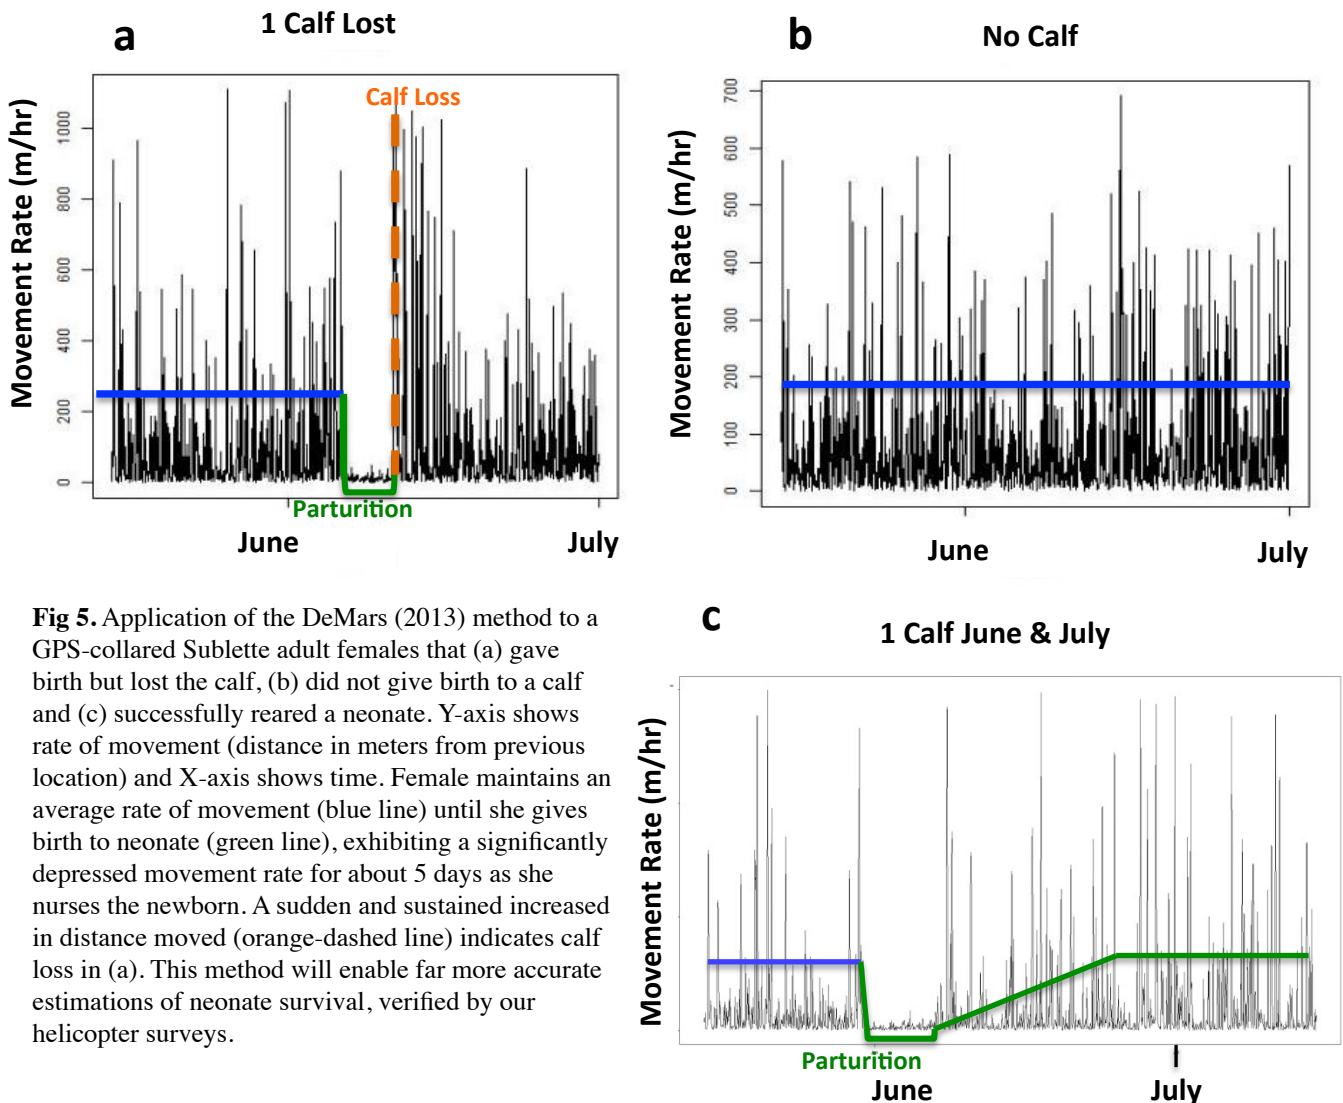 a
1 Calf Lost
Movement Rate (m/hr)
1000
800
600
400
200
0
Calf Loss
Parturition
June
July
b
No Calf
Movement Rate (m/hr)
700
600
500
400
300
200
100
0
June
July
Fig 5. Application of the DeMars (2013) method to a
GPS-collared Sublette adult females that (a) gave
birth but lost the calf, (b) did not give birth to a calf
and (c) successfully reared a neonate. Y-axis shows
rate of movement (distance in meters from previous
location) and X-axis shows time. Female maintains an
average rate of movement (blue line) until she gives
birth to neonate (green line), exhibiting a significantly
depressed movement rate for about 5 days as she
nurses the newborn. A sudden and sustained increased
in distance moved (orange-dashed line) indicates calf
loss in (a). This method will enable far more accurate
estimations of neonate survival, verified by our
helicopter surveys.
c
1 Calf June & July
Movement Rate (m/hr)
Parturition
June
July